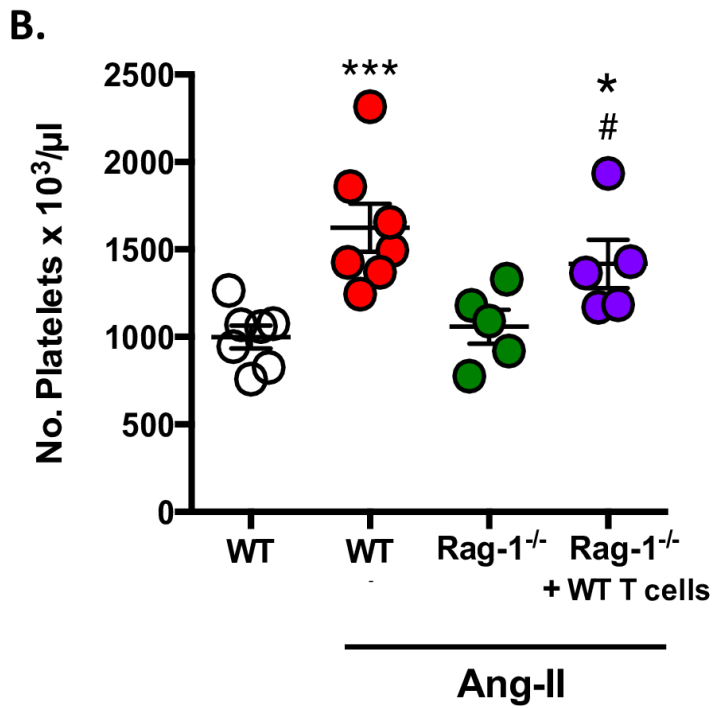 B.
No. Platelets x 10³/µl
2500
2000
1500
1000
500
0
***
*
#
WT
WT
Rag-1⁻/⁻
Rag-1⁻/⁻
+ WT T cells
-
Ang-II